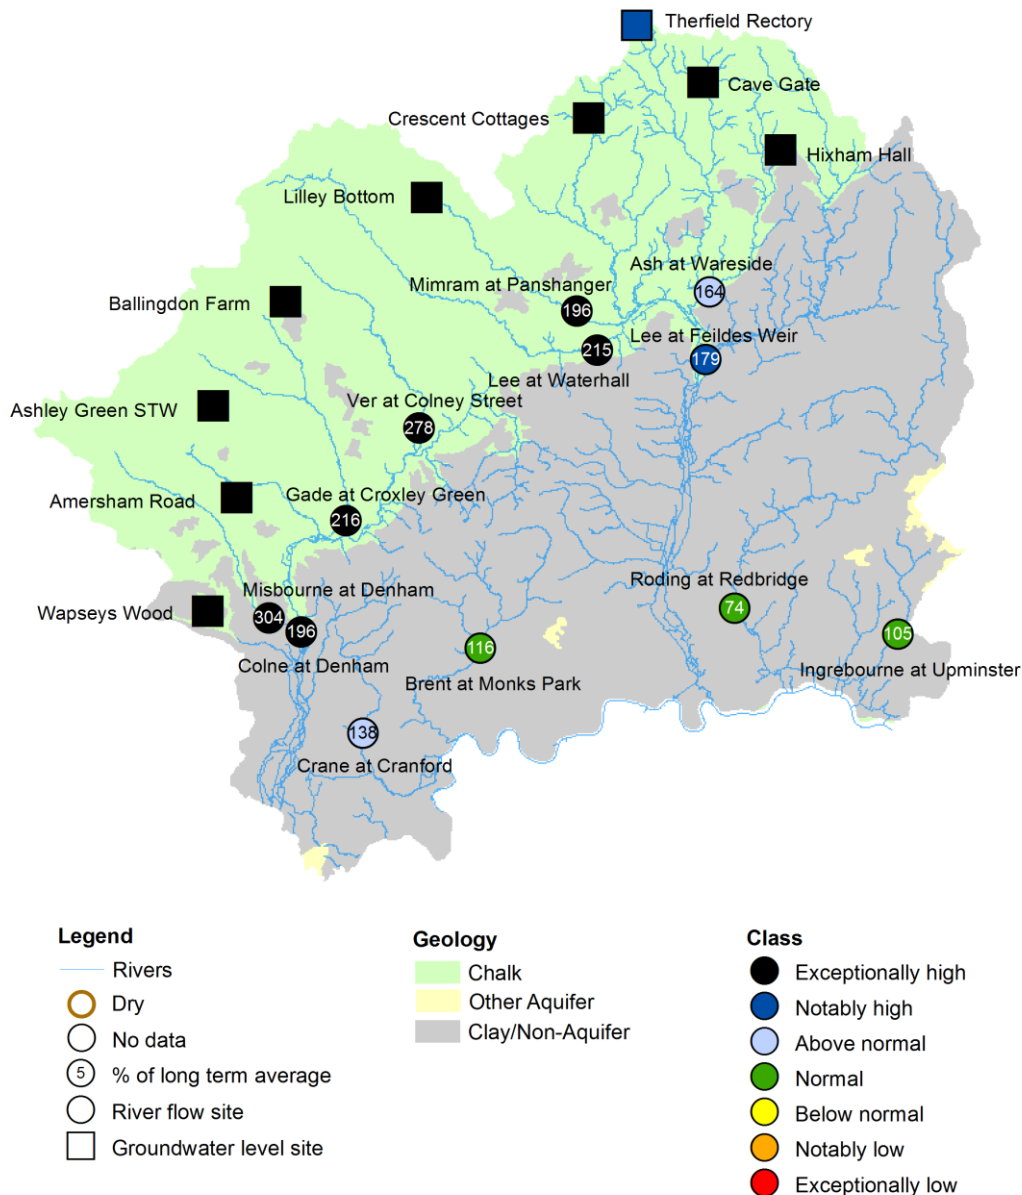 Therfield Rectory
Cave Gate
Crescent Cottages
Hixham Hall
Lilley Bottom
Ash at Wareside
164
Mimram at Panshanger
196
Ballingdon Farm
Lee at Feildes Weir
179
215
Lee at Waterhall
Ver at Colney Street
278
Ashley Green STW
Amersham Road
Gade at Croxley Green
216
Roding at Redbridge
74
Misbourne at Denham
304
Wapseys Wood
196
Colne at Denham
116
Brent at Monks Park
105
Ingrebourne at Upminster
138
Crane at Cranford
Legend
Rivers
Dry
No data
5 % of long term average
River flow site
Groundwater level site
Geology
Chalk
Other Aquifer
Clay/Non-Aquifer
Class
Exceptionally high
Notably high
Above normal
Normal
Below normal
Notably low
Exceptionally low